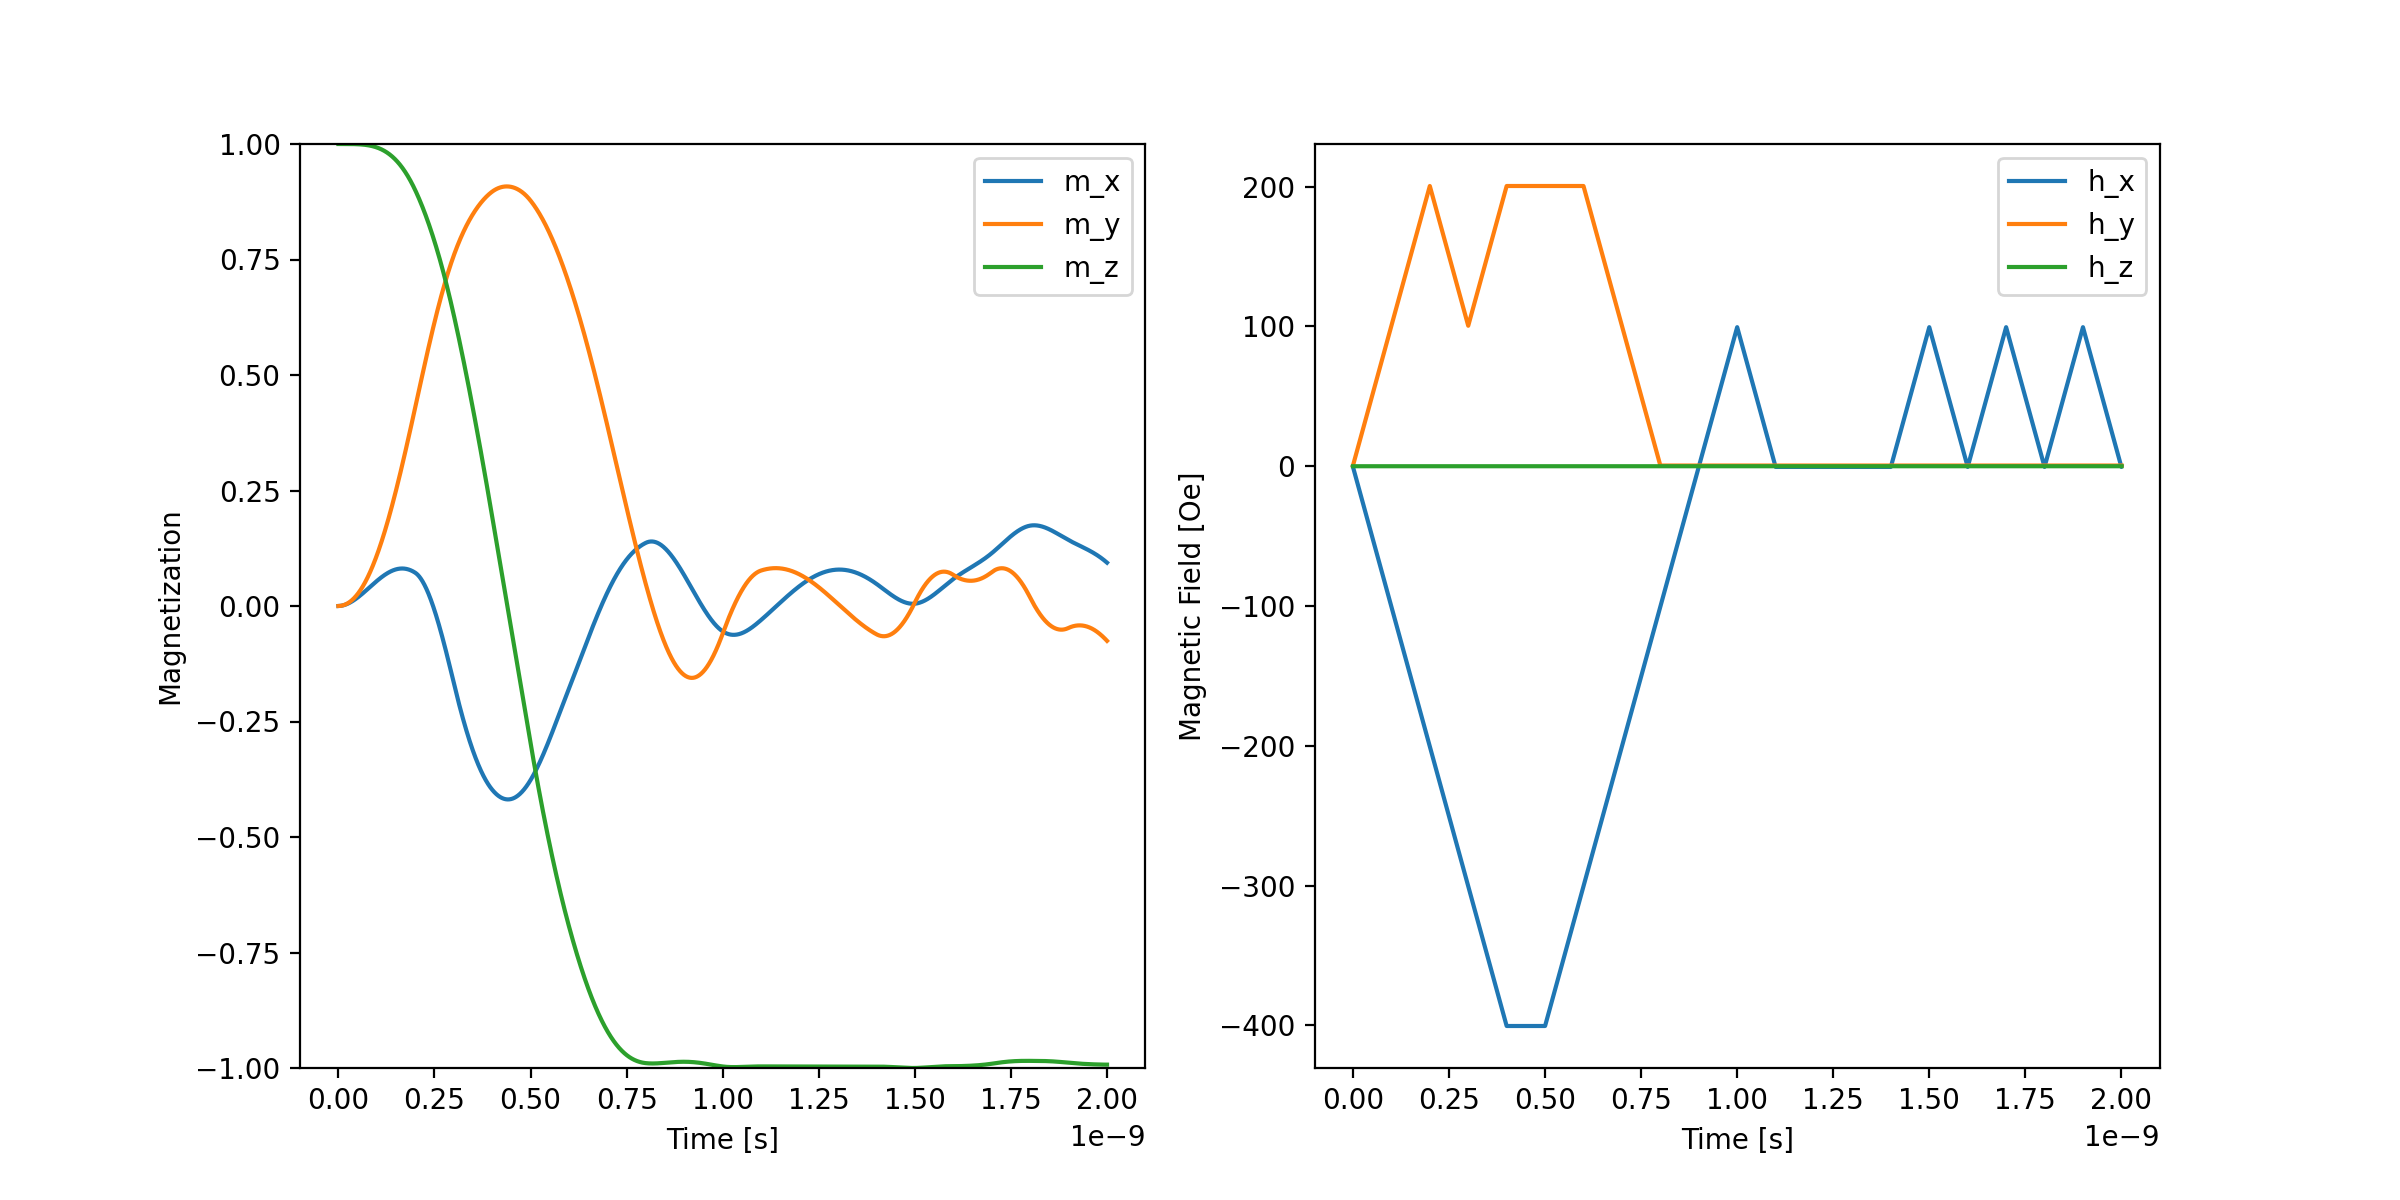 1.00
0.75
0.50
0.25
0.00
−0.25
−0.50
−0.75
−1.00
Magnetization
m_x
m_y
m_z
0.00 0.25 0.50 0.75 1.00 1.25 1.50 1.75 2.00
Time [s]
1e−9
200
100
0
−100
−200
−300
−400
Magnetic Field [Oe]
h_x
h_y
h_z
0.00 0.25 0.50 0.75 1.00 1.25 1.50 1.75 2.00
Time [s]
1e−9